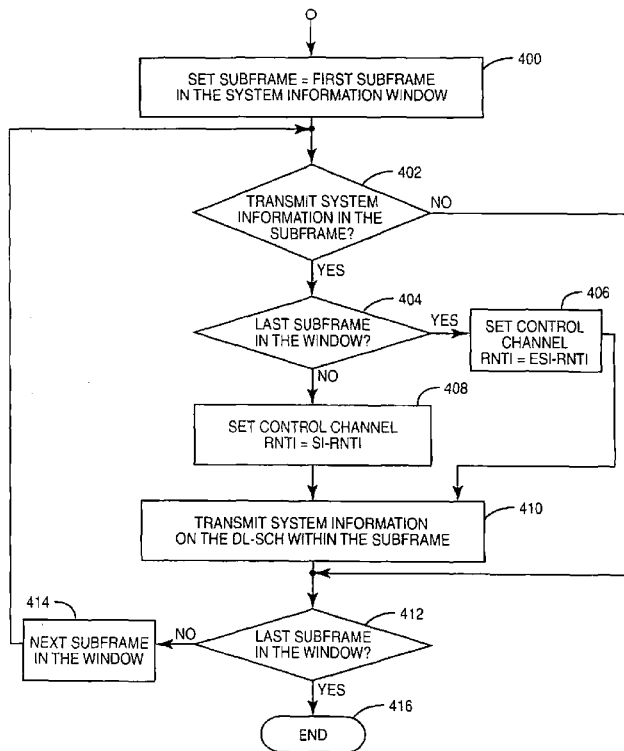 400
SET SUBFRAME = FIRST SUBFRAME
IN THE SYSTEM INFORMATION WINDOW
402
TRANSMIT SYSTEM
INFORMATION IN THE
SUBFRAME?
NO
YES
404
LAST SUBFRAME
IN THE WINDOW?
YES
NO
406
SET CONTROL
CHANNEL
RNTI = ESI-RNTI
408
SET CONTROL CHANNEL
RNTI = SI-RNTI
410
TRANSMIT SYSTEM INFORMATION
ON THE DL-SCH WITHIN THE SUBFRAME
412
LAST SUBFRAME
IN THE WINDOW?
NO
YES
414
NEXT SUBFRAME
IN THE WINDOW
416
END